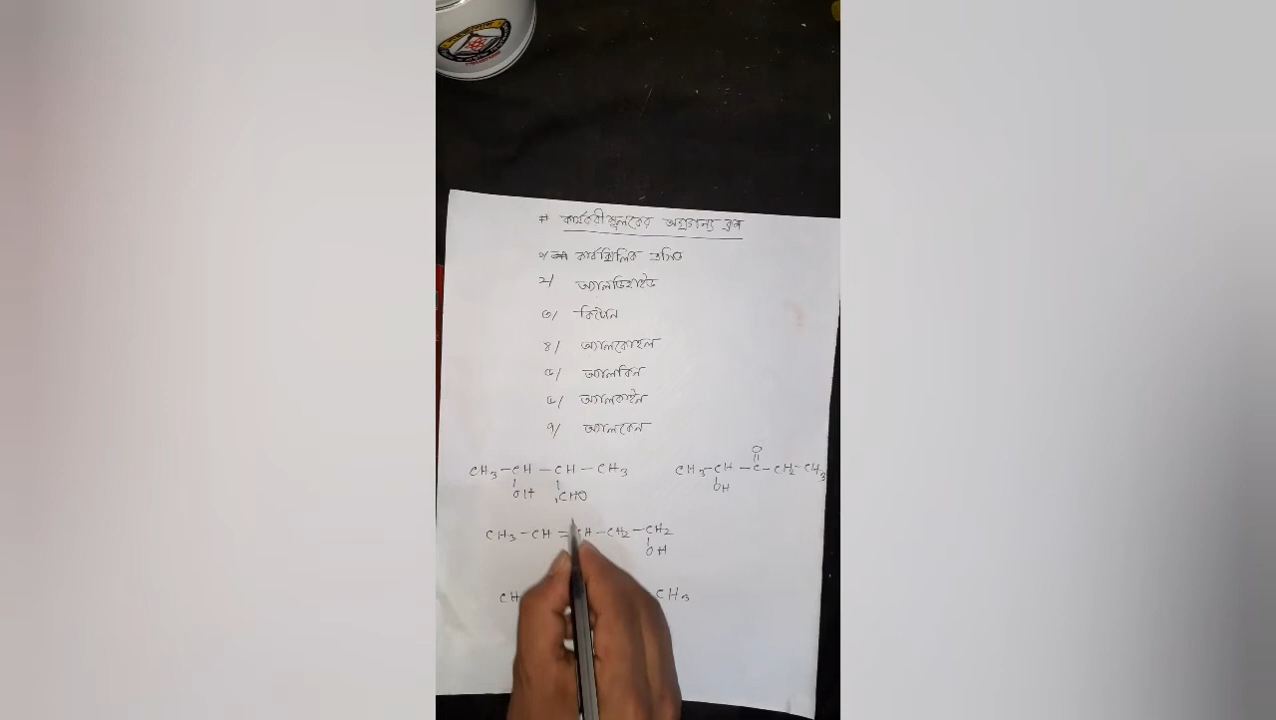 # কার্যকরী মূলকের অগ্রগন্য ক্রম
১/ কার্বক্সিলিক এসিড
২/ অ্যালডিহাইড
৩/ কিটোন
৪/ অ্যালকোহল
৫/ অ্যালকিন
৬/ অ্যালকাইন
৭/ অ্যালকেন
O
CH3-CH-CH-CH3 CH3-CH-C-CH2-CH3
OH CHO OH
CH3-CH=CH-CH2-CH2
OH
CH CH3